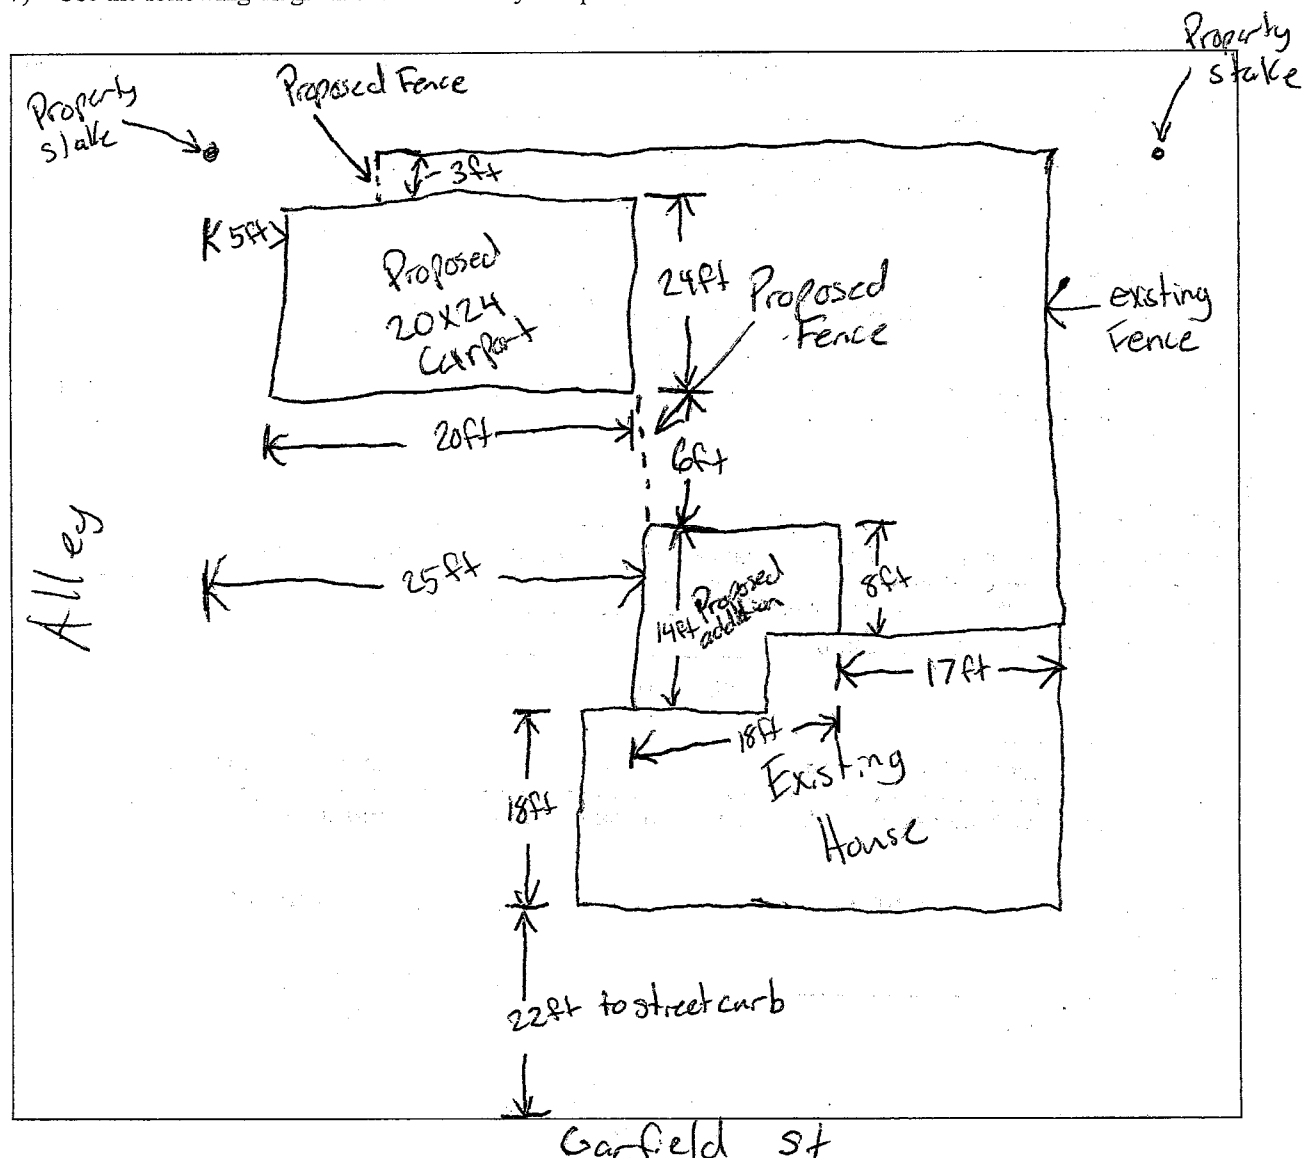 Property
stake
Proposed Fence
Property
stake
3ft
5ft
Proposed
20x24
Carport
24ft
Proposed
Fence
existing
Fence
20ft
6ft
Alley
25ft
8ft
14ft
Proposed
addition
17ft
18ft
18ft
Existing
House
22ft to street curb
Garfield St